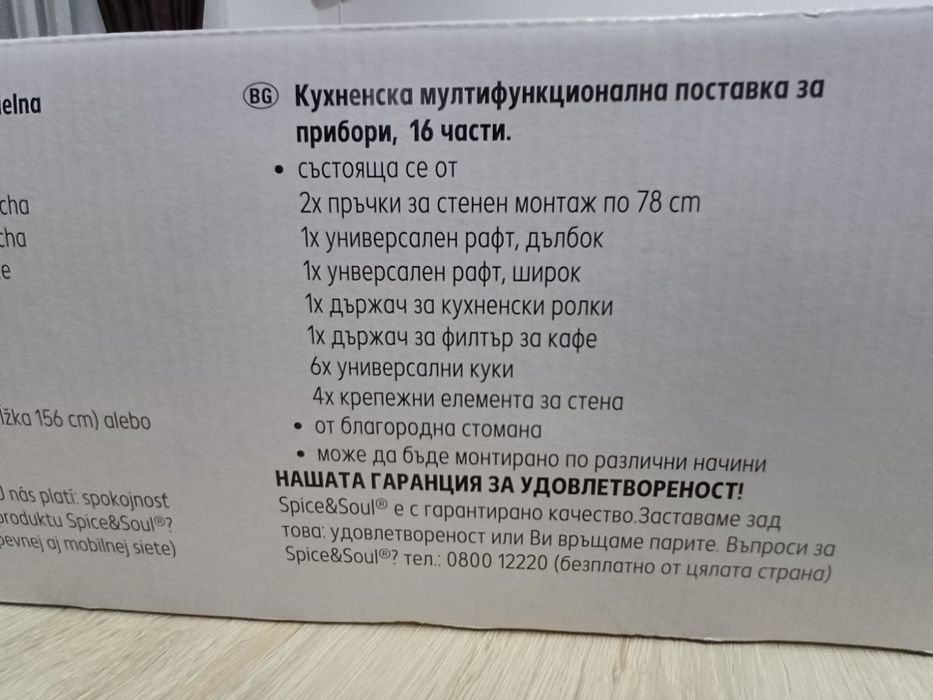 ielna
cha
cha
e
ĺžka 156 cm) alebo
J nás platí: spokojnosť
produktu Spice&Soul®?
pevnej aj mobilnej siete)
BG Кухненска мултифункционална поставка за
прибори, 16 части.
• състояща се от
2x пръчки за стенен монтаж по 78 cm
1x универсален рафт, дълбок
1x унверсален рафт, широк
1x държач за кухненски ролки
1x държач за филтър за кафе
6x универсални куки
4x крепежни елемента за стена
• от благородна стомана
• може да бъде монтирано по различни начини
НАШАТА ГАРАНЦИЯ ЗА УДОВЛЕТВОРЕНОСТ!
Spice&Soul® е с гарантирано качество.Заставаме зад
това: удовлетвореност или Ви връщаме парите. Въпроси за
Spice&Soul®? тел.: 0800 12220 (безплатно от цялата страна)